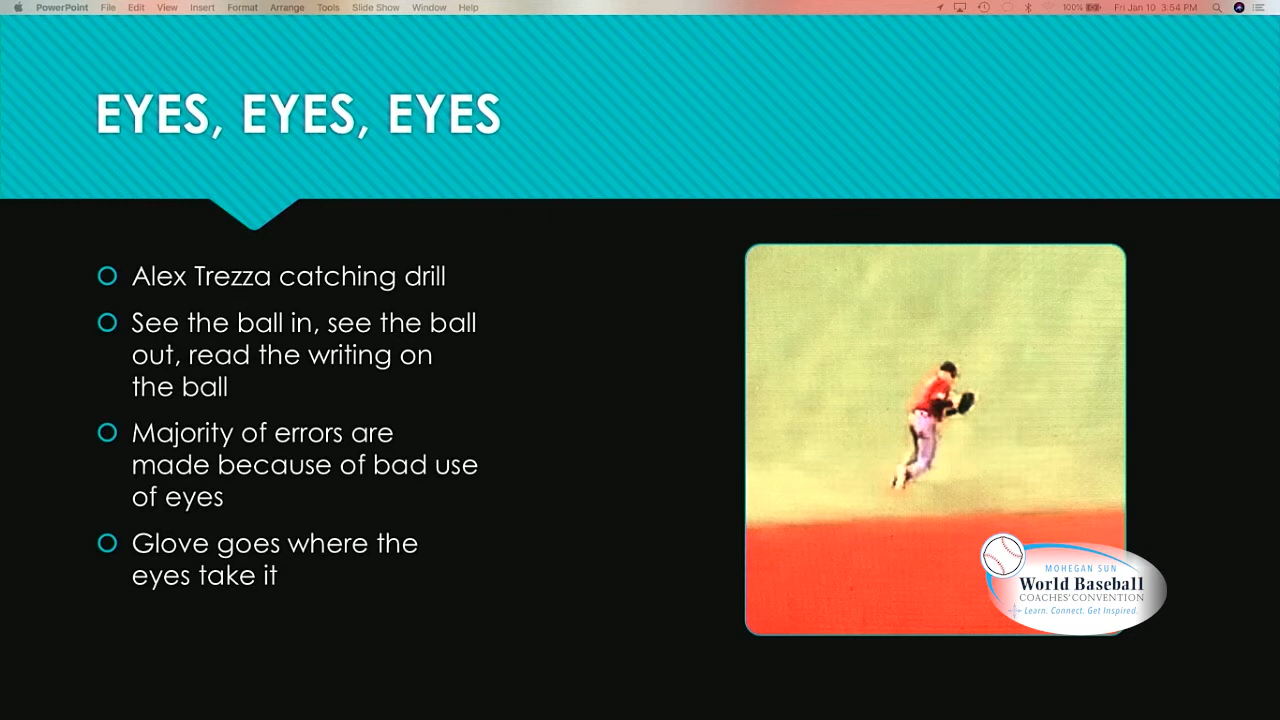 PowerPoint File Edit View Insert Format Arrange Tools Slide Show Window Help 100% Fri Jan 10 3:54 PM
EYES, EYES, EYES
Alex Trezza catching drill
See the ball in, see the ball
out, read the writing on
the ball
Majority of errors are
made because of bad use
of eyes
Glove goes where the
eyes take it
MOHEGAN SUN
World Baseball
COACHES' CONVENTION
Learn. Connect. Get Inspired.